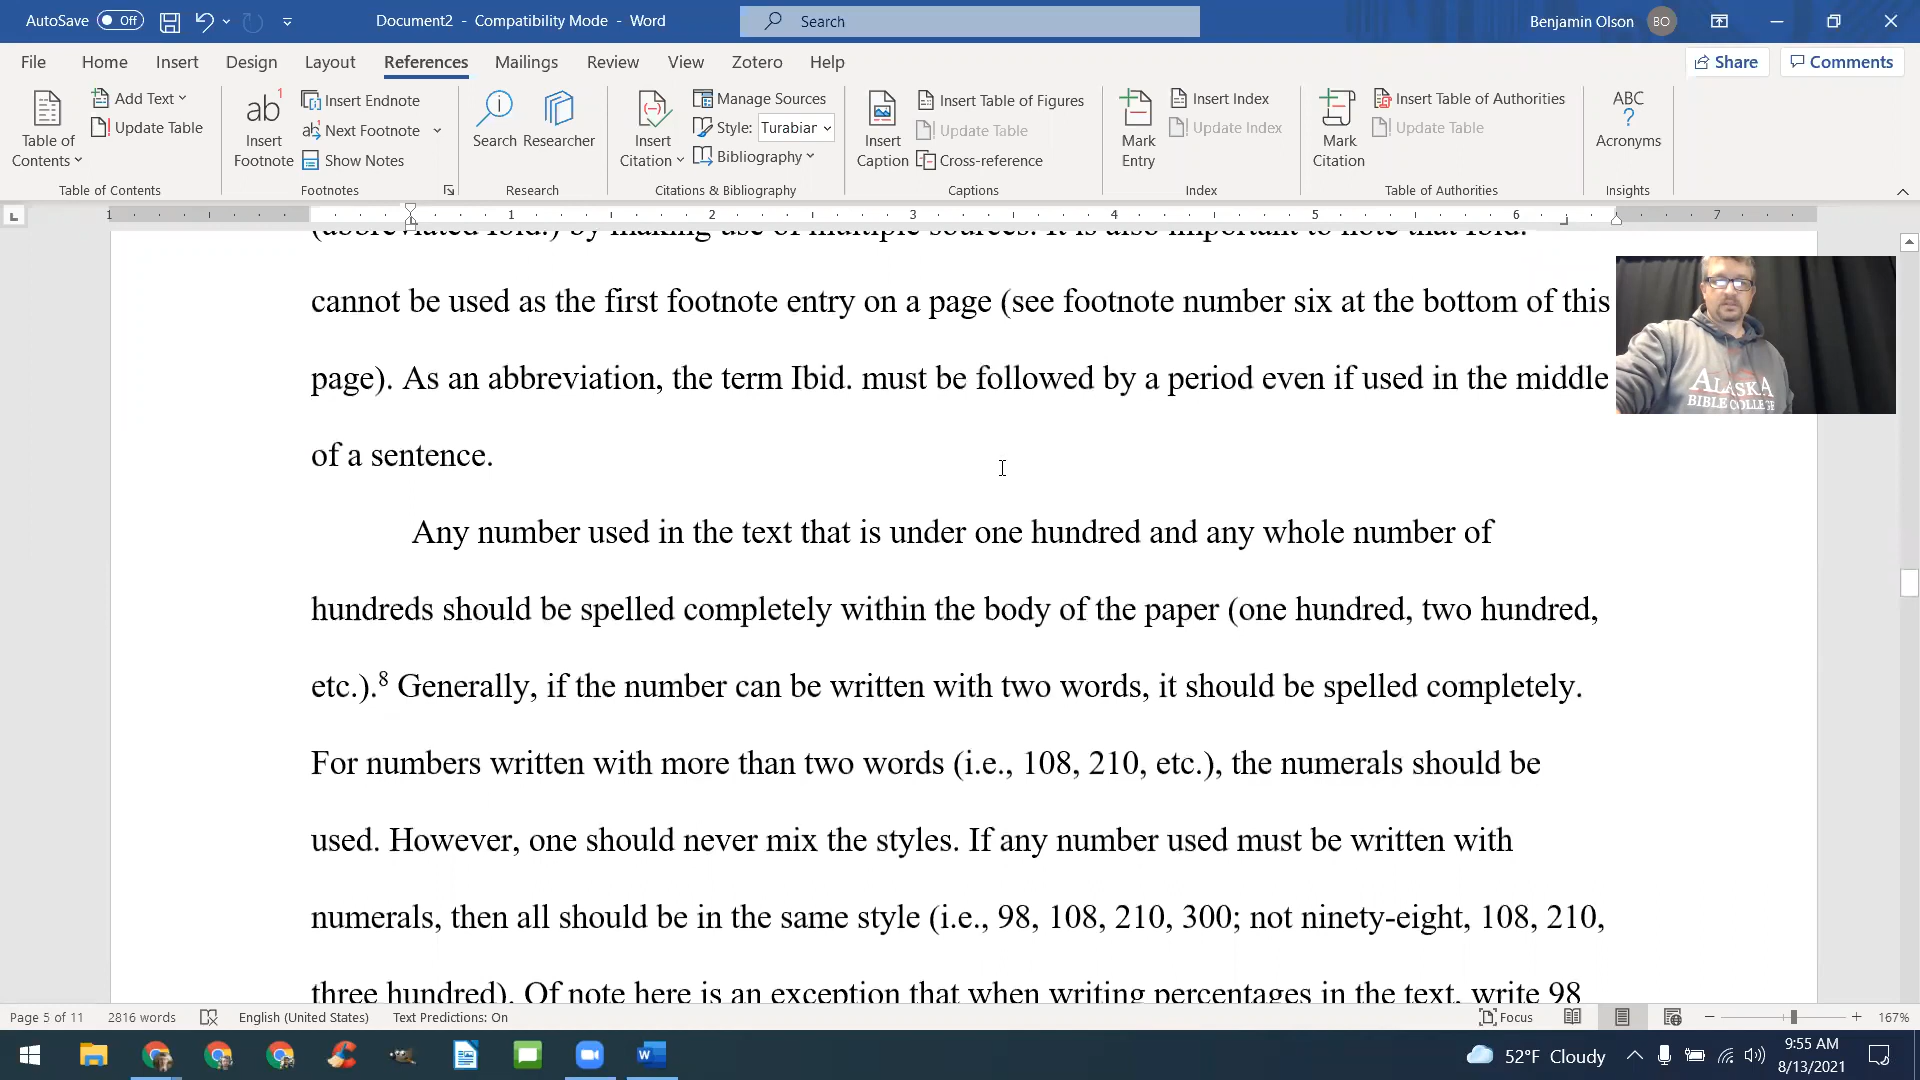 AutoSave Off Document2 - Compatibility Mode - Word Search Benjamin Olson BO
File Home Insert Design Layout References Mailings Review View Zotero Help Share Comments
Table of Contents
Add Text
Update Table
Table of Contents
ab 1
Insert Footnote
Insert Endnote
Next Footnote
Show Notes
Footnotes
Search
Researcher
Research
Insert Citation
Manage Sources
Style: Turabian
Bibliography
Citations & Bibliography
Insert Caption
Insert Table of Figures
Update Table
Cross-reference
Captions
Mark Entry
Insert Index
Update Index
Index
Mark Citation
Insert Table of Authorities
Update Table
Table of Authorities
ABC
?
Acronyms
Insights
1 1 2 3 4 5 6 7
(abbreviated Ibid.) by making use of multiple sources. It is also important to note that Ibid.
cannot be used as the first footnote entry on a page (see footnote number six at the bottom of this
page). As an abbreviation, the term Ibid. must be followed by a period even if used in the middle
of a sentence.
ALASKA
BIBLE COLLEGE
Any number used in the text that is under one hundred and any whole number of
hundreds should be spelled completely within the body of the paper (one hundred, two hundred,
etc.).8 Generally, if the number can be written with two words, it should be spelled completely.
For numbers written with more than two words (i.e., 108, 210, etc.), the numerals should be
used. However, one should never mix the styles. If any number used must be written with
numerals, then all should be in the same style (i.e., 98, 108, 210, 300; not ninety-eight, 108, 210,
three hundred). Of note here is an exception that when writing percentages in the text, write 98
Page 5 of 11 2816 words English (United States) Text Predictions: On Focus 167%
52°F Cloudy 9:55 AM
8/13/2021